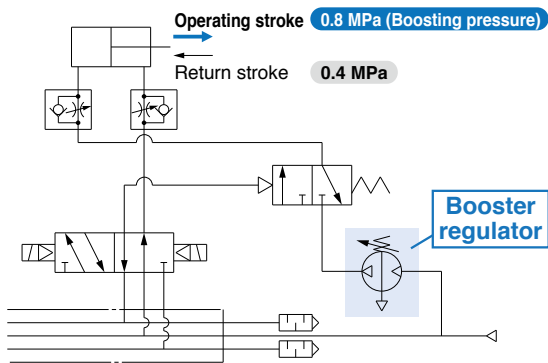 Operating stroke 0.8 MPa (Boosting pressure)
Return stroke 0.4 MPa
Booster
regulator